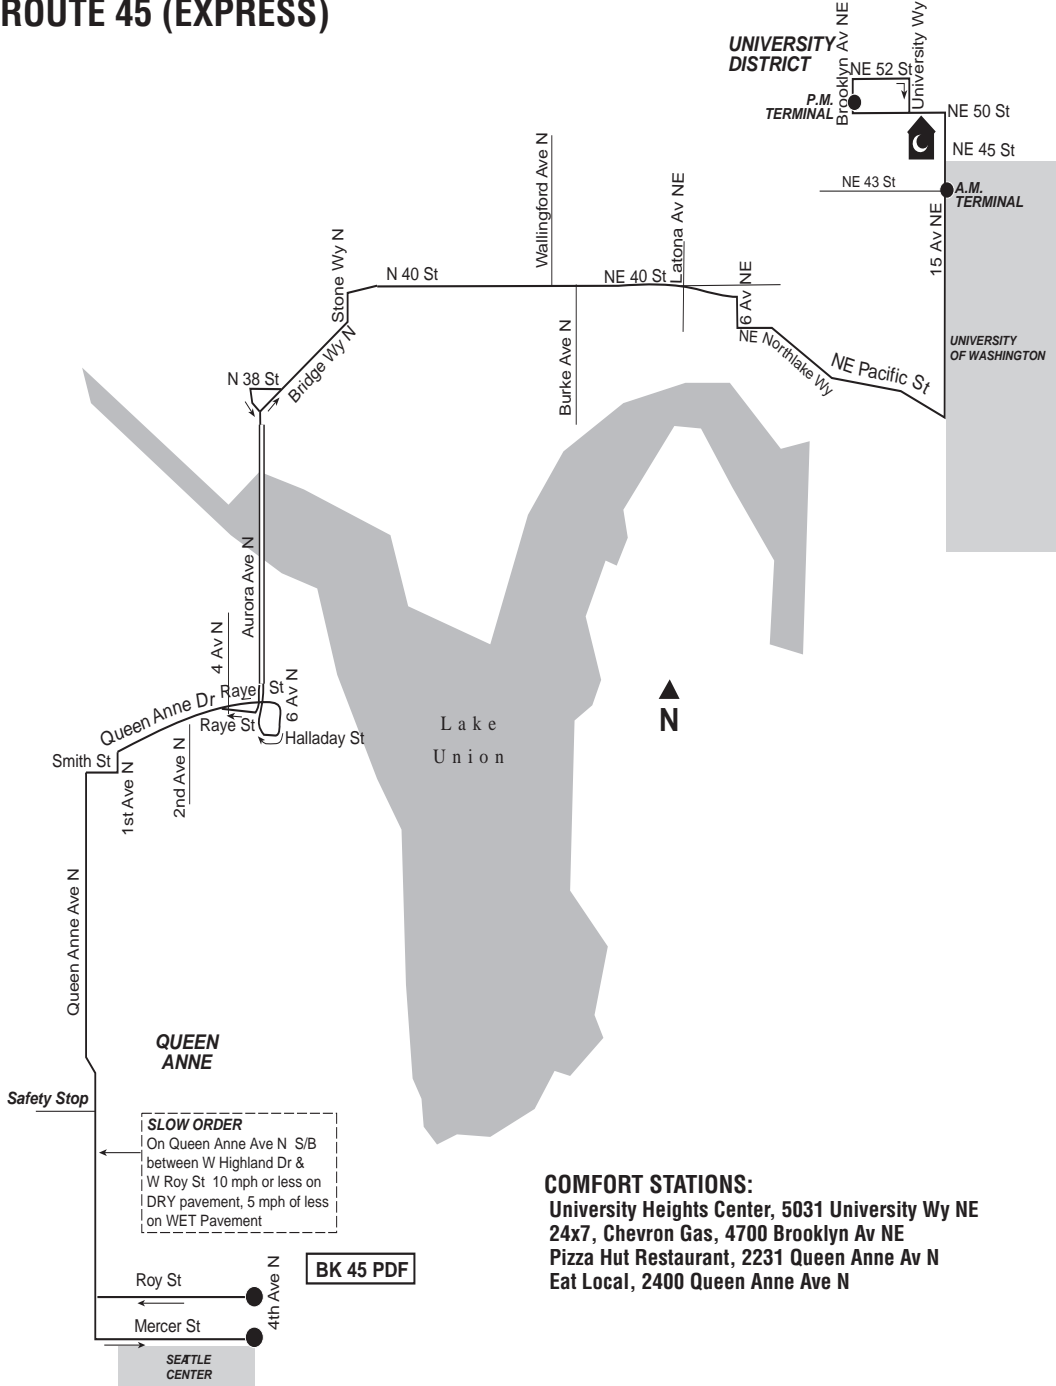 ROUTE 45 (EXPRESS)
UNIVERSITY
DISTRICT
Brooklyn Av NE
University Wy
NE 52 St
P.M.
TERMINAL
NE 50 St
NE 45 St
NE 43 St
A.M.
TERMINAL
15 Av NE
UNIVERSITY
OF WASHINGTON
Wallingford Ave N
Latona Av NE
Stone Wy N
N 40 St
NE 40 St
6 Av NE
NE Northlake Wy
NE Pacific St
Burke Ave N
N 38 St
Bridge Wy N
Aurora Ave N
4 Av N
Raye St
6 Av N
Queen Anne Dr
Raye St
Halladay St
Smith St
1st Ave N
2nd Ave N
Lake
Union
N
Queen Anne Ave N
QUEEN
ANNE
Safety Stop
SLOW ORDER
On Queen Anne Ave N S/B
between W Highland Dr &
W Roy St 10 mph or less on
DRY pavement, 5 mph of less
on WET Pavement
COMFORT STATIONS:
University Heights Center, 5031 University Wy NE
24x7, Chevron Gas, 4700 Brooklyn Av NE
Pizza Hut Restaurant, 2231 Queen Anne Av N
Eat Local, 2400 Queen Anne Ave N
BK 45 PDF
Roy St
4th Ave N
Mercer St
SEATTLE
CENTER